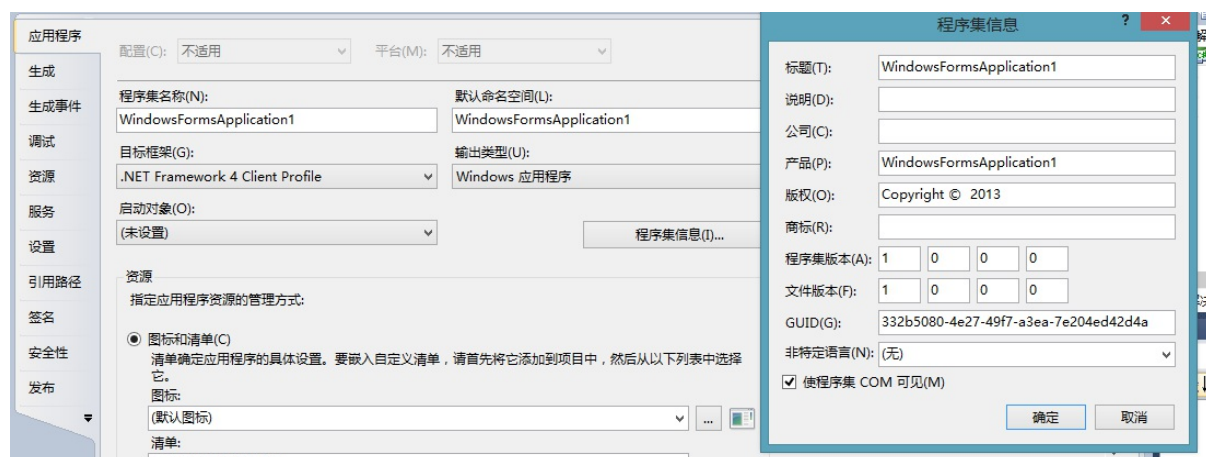 应用程序
生成
生成事件
调试
资源
服务
设置
引用路径
签名
安全性
发布
配置(C): 不适用 平台(M): 不适用
程序集名称(N): 默认命名空间(L):
WindowsFormsApplication1 WindowsFormsApplication1
目标框架(G): 输出类型(U):
.NET Framework 4 Client Profile Windows 应用程序
启动对象(O):
(未设置) 程序集信息(I)...
资源
指定应用程序资源的管理方式:
图标和清单(C)
清单确定应用程序的具体设置。要嵌入自定义清单，请首先将它添加到项目中，然后从以下列表中选择
它。
图标:
(默认图标) ...
清单:
程序集信息 ?
标题(T): WindowsFormsApplication1
说明(D):
公司(C):
产品(P): WindowsFormsApplication1
版权(O): Copyright © 2013
商标(R):
程序集版本(A): 1 0 0 0
文件版本(F): 1 0 0 0
GUID(G): 332b5080-4e27-49f7-a3ea-7e204ed42d4a
非特定语言(N): (无)
使程序集 COM 可见(M)
确定 取消